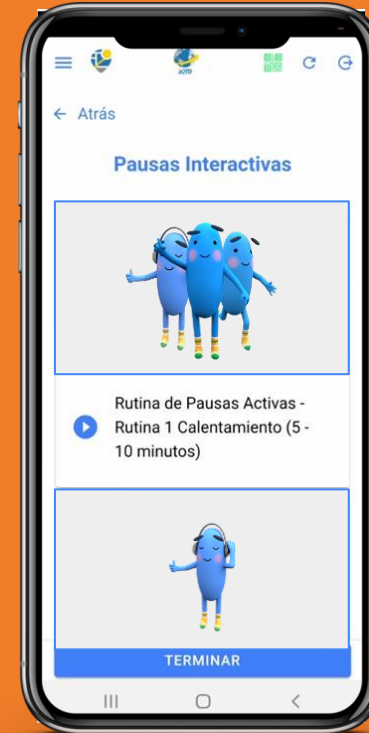 Atrás
Pausas Interactivas
Rutina de Pausas Activas -
Rutina 1 Calentamiento (5 -
10 minutos)
TERMINAR